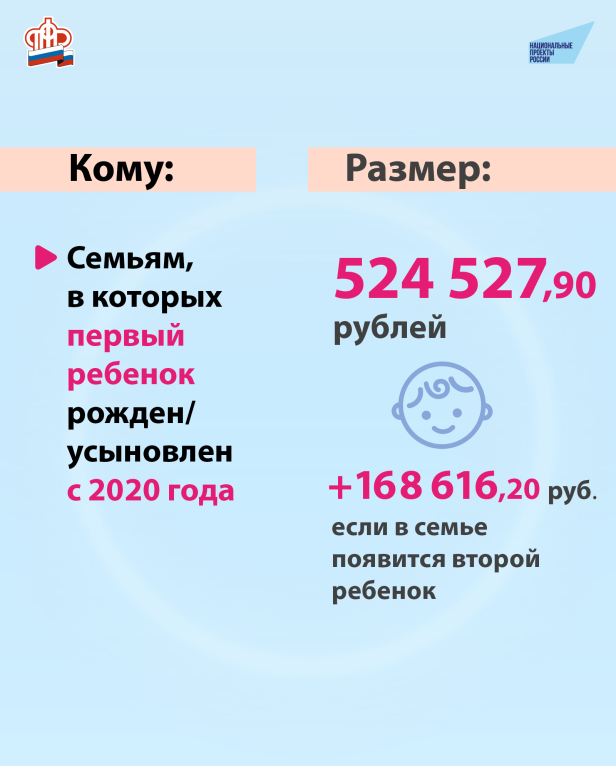 ПФР
НАЦИОНАЛЬНЫЕ
ПРОЕКТЫ
РОССИИ
Кому:
Семьям,
в которых
первый
ребенок
рожден/
усыновлен
с 2020 года
Размер:
524 527,90
рублей
+168 616,20 руб.
если в семье
появится второй
ребенок